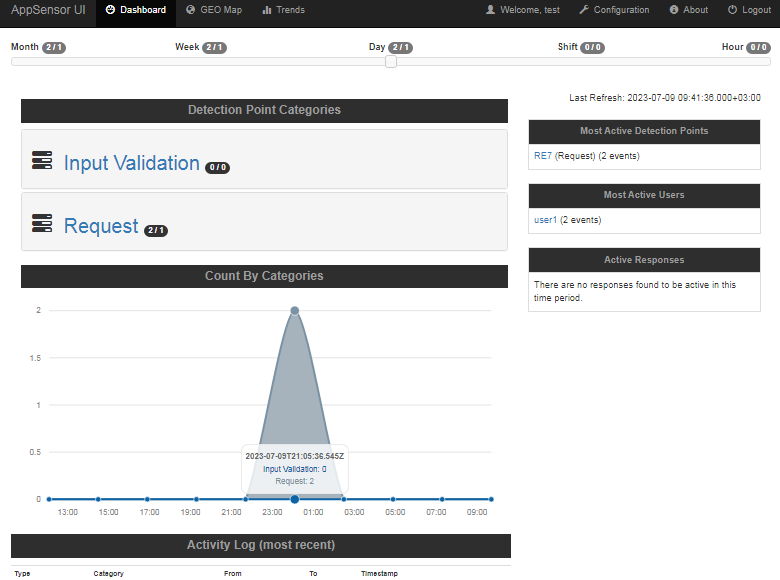 AppSensor UI Dashboard GEO Map Trends Welcome, test Configuration About Logout
Month 2 / 1 Week 2 / 1 Day 2 / 1 Shift 0 / 0 Hour 0 / 0
Last Refresh: 2023-07-09 09:41:36.000+03:00
Detection Point Categories
Input Validation 0 / 0
Request 2 / 1
Most Active Detection Points
RE7 (Request) (2 events)
Most Active Users
user1 (2 events)
Active Responses
There are no responses found to be active in this
time period.
Count By Categories
2
1.5
1
0.5
0
2023-07-09T21:05:36.545Z
Input Validation: 0
Request: 2
13:00 15:00 17:00 19:00 21:00 23:00 01:00 03:00 05:00 07:00 09:00
Activity Log (most recent)
Type Category From To Timestamp